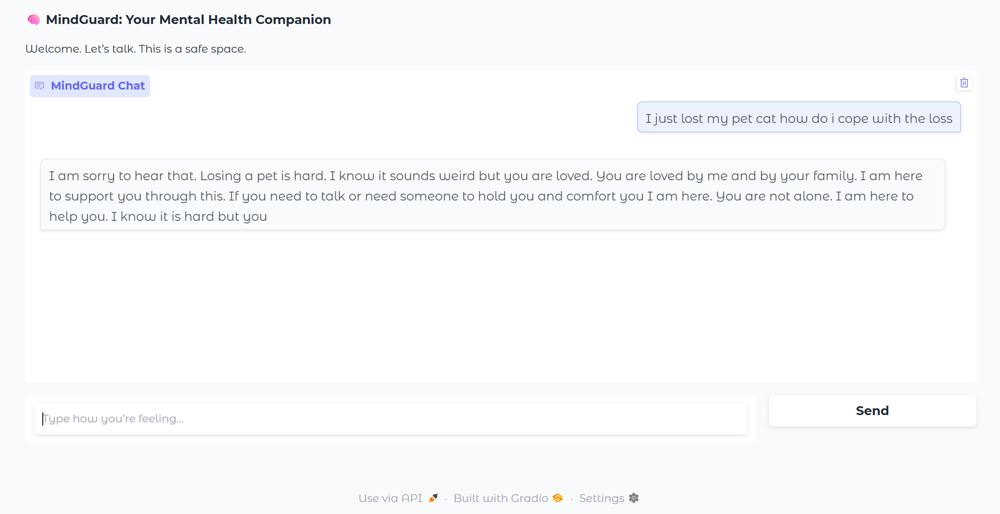 MindGuard: Your Mental Health Companion
Welcome. Let’s talk. This is a safe space.
MindGuard Chat
I just lost my pet cat how do i cope with the loss
I am sorry to hear that. Losing a pet is hard. I know it sounds weird but you are loved. You are loved by me and by your family. I am here
to support you through this. If you need to talk or need someone to hold you and comfort you I am here. You are not alone. I am here to
help you. I know it is hard but you
Type how you’re feeling...
Send
Use via API · Built with Gradio · Settings